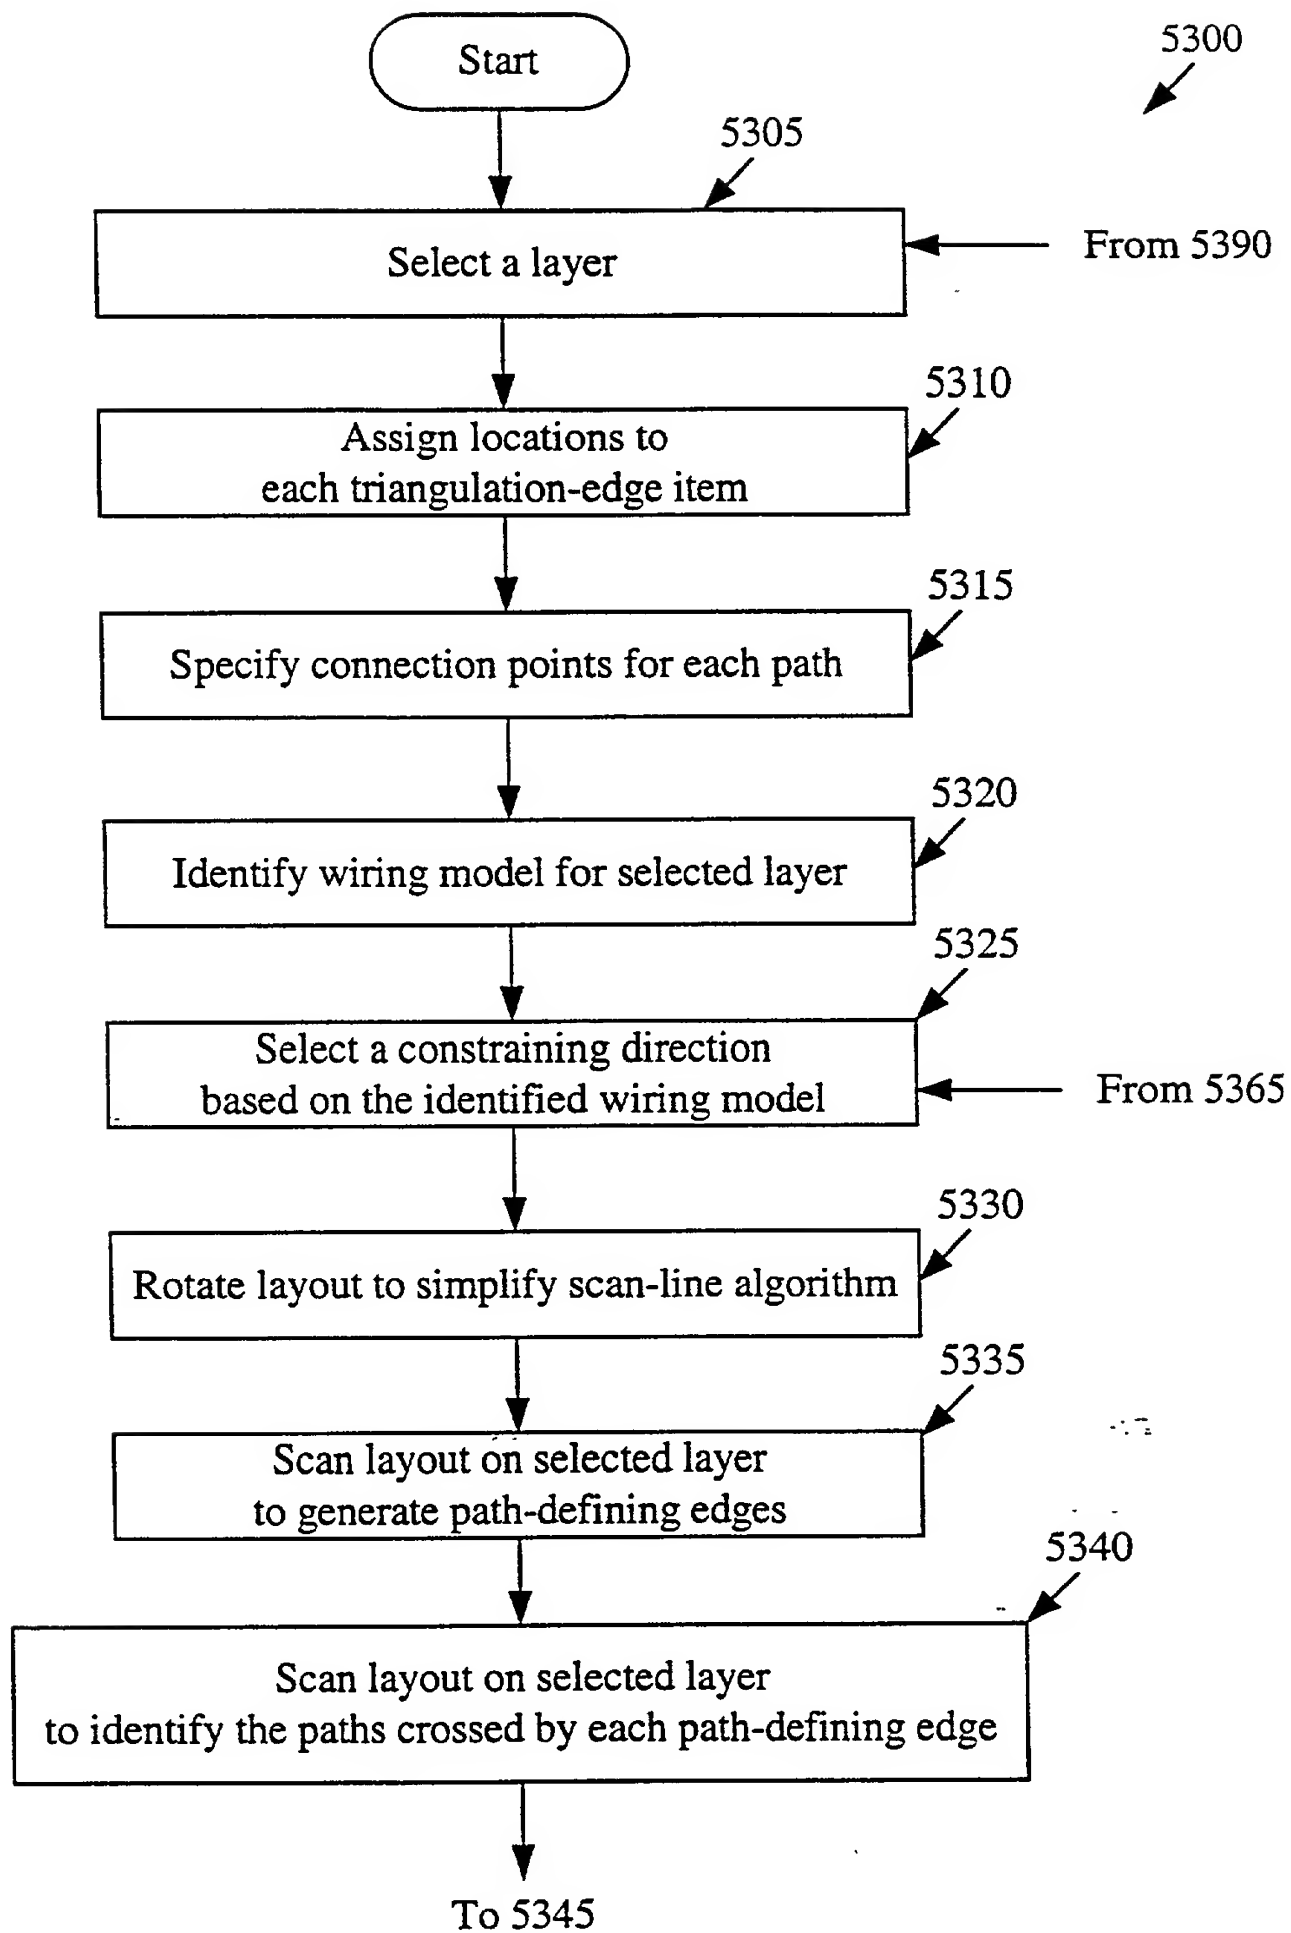 Start
5300
5305
Select a layer
From 5390
5310
Assign locations to
each triangulation-edge item
5315
Specify connection points for each path
5320
Identify wiring model for selected layer
5325
Select a constraining direction
based on the identified wiring model
From 5365
5330
Rotate layout to simplify scan-line algorithm
5335
Scan layout on selected layer
to generate path-defining edges
5340
Scan layout on selected layer
to identify the paths crossed by each path-defining edge
To 5345